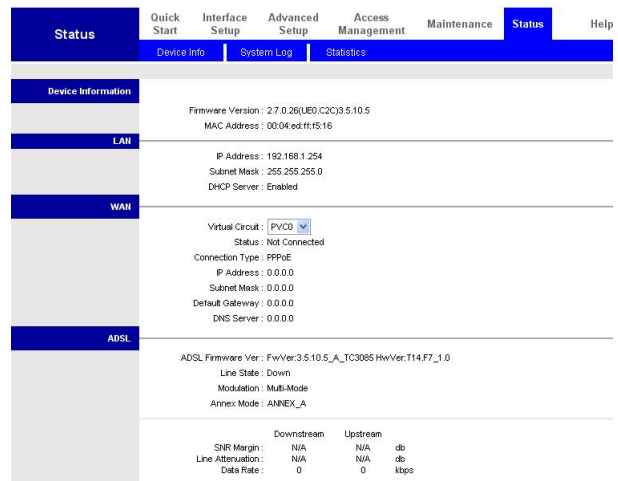 Status
Quick Start
Interface Setup
Advanced Setup
Access Management
Maintenance
Status
Help
Device Info
System Log
Statistics
Device Information
Firmware Version : 2.7.0.26(UE0.C2C)3.5.10.5
MAC Address : 00:04:ed:ff:f5:16
LAN
IP Address : 192.168.1.254
Subnet Mask : 255.255.255.0
DHCP Server : Enabled
WAN
Virtual Circuit : PVC0
Status : Not Connected
Connection Type : PPPoE
IP Address : 0.0.0.0
Subnet Mask : 0.0.0.0
Default Gateway : 0.0.0.0
DNS Server : 0.0.0.0
ADSL
ADSL Firmware Ver : FwVer:3.5.10.5_A_TC3085 HwVer:T14.F7_1.0
Line State : Down
Modulation : Multi-Mode
Annex Mode : ANNEX_A
Downstream Upstream
SNR Margin : N/A N/A db
Line Attenuation : N/A N/A db
Data Rate : 0 0 kbps